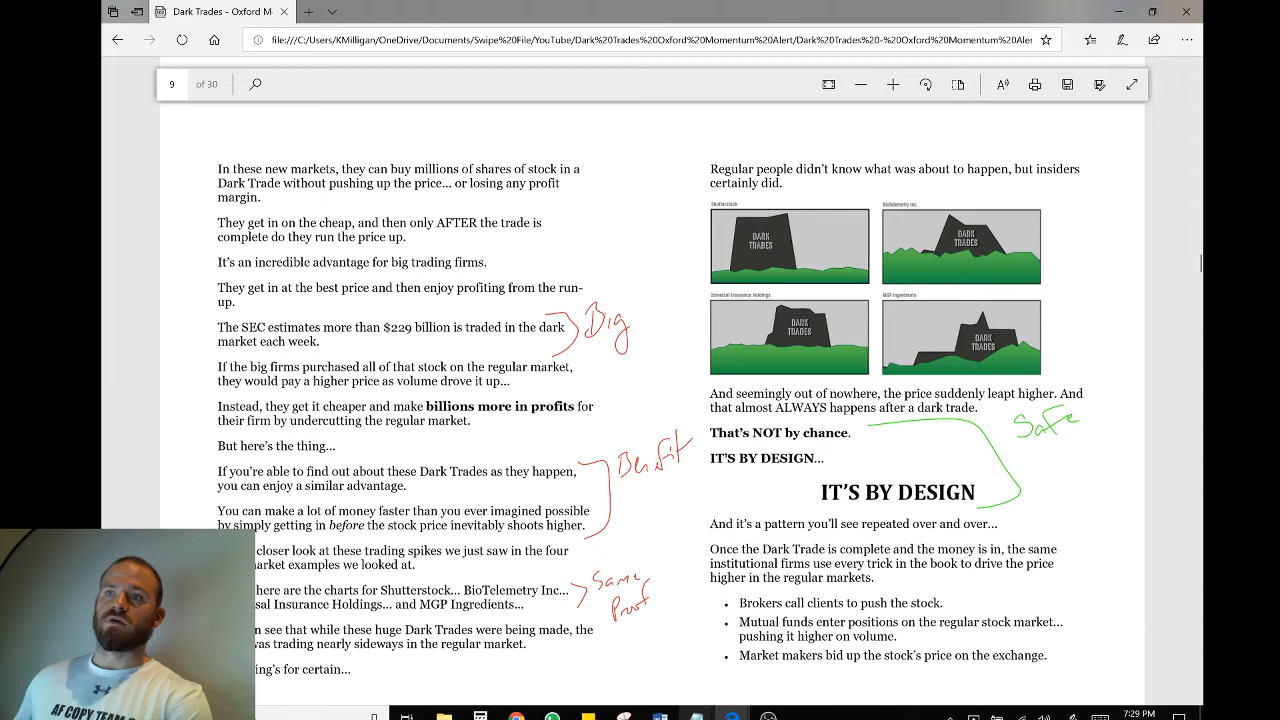 Dark Trades - Oxford M
file:///C:/Users/KMilligan/OneDrive/Documents/Swipe%20File/YouTube/Dark%20Trades%20Oxford%20Momentum%20Alert/Dark%20Trades%20-%20Oxford%20Momentum%20Aler
9 of 30
In these new markets, they can buy millions of shares of stock in a
Dark Trade without pushing up the price… or losing any profit
margin.
They get in on the cheap, and then only AFTER the trade is
complete do they run the price up.
It's an incredible advantage for big trading firms.
They get in at the best price and then enjoy profiting from the run-
up.
The SEC estimates more than $229 billion is traded in the dark
market each week.
Big
If the big firms purchased all of that stock on the regular market,
they would pay a higher price as volume drove it up…
Instead, they get it cheaper and make billions more in profits for
their firm by undercutting the regular market.
But here's the thing…
If you're able to find out about these Dark Trades as they happen,
you can enjoy a similar advantage.
Benefit
You can make a lot of money faster than you ever imagined possible
by simply getting in before the stock price inevitably shoots higher.
closer look at these trading spikes we just saw in the four
market examples we looked at.
here are the charts for Shutterstock… BioTelemetry Inc…
sal Insurance Holdings… and MGP Ingredients…
Same
Proof
n see that while these huge Dark Trades were being made, the
was trading nearly sideways in the regular market.
ing's for certain…
Regular people didn't know what was about to happen, but insiders
certainly did.
Shutterstock
DARK
TRADES
BioTelemetry Inc.
DARK
TRADES
Universal Insurance Holdings
DARK
TRADES
MGP Ingredients
DARK
TRADES
And seemingly out of nowhere, the price suddenly leapt higher. And
that almost ALWAYS happens after a dark trade.
Safe
That's NOT by chance.
IT'S BY DESIGN…
IT'S BY DESIGN
And it's a pattern you'll see repeated over and over…
Once the Dark Trade is complete and the money is in, the same
institutional firms use every trick in the book to drive the price
higher in the regular markets.
• Brokers call clients to push the stock.
• Mutual funds enter positions on the regular stock market…
pushing it higher on volume.
• Market makers bid up the stock's price on the exchange.
AF COPY TEAM
7:29 PM